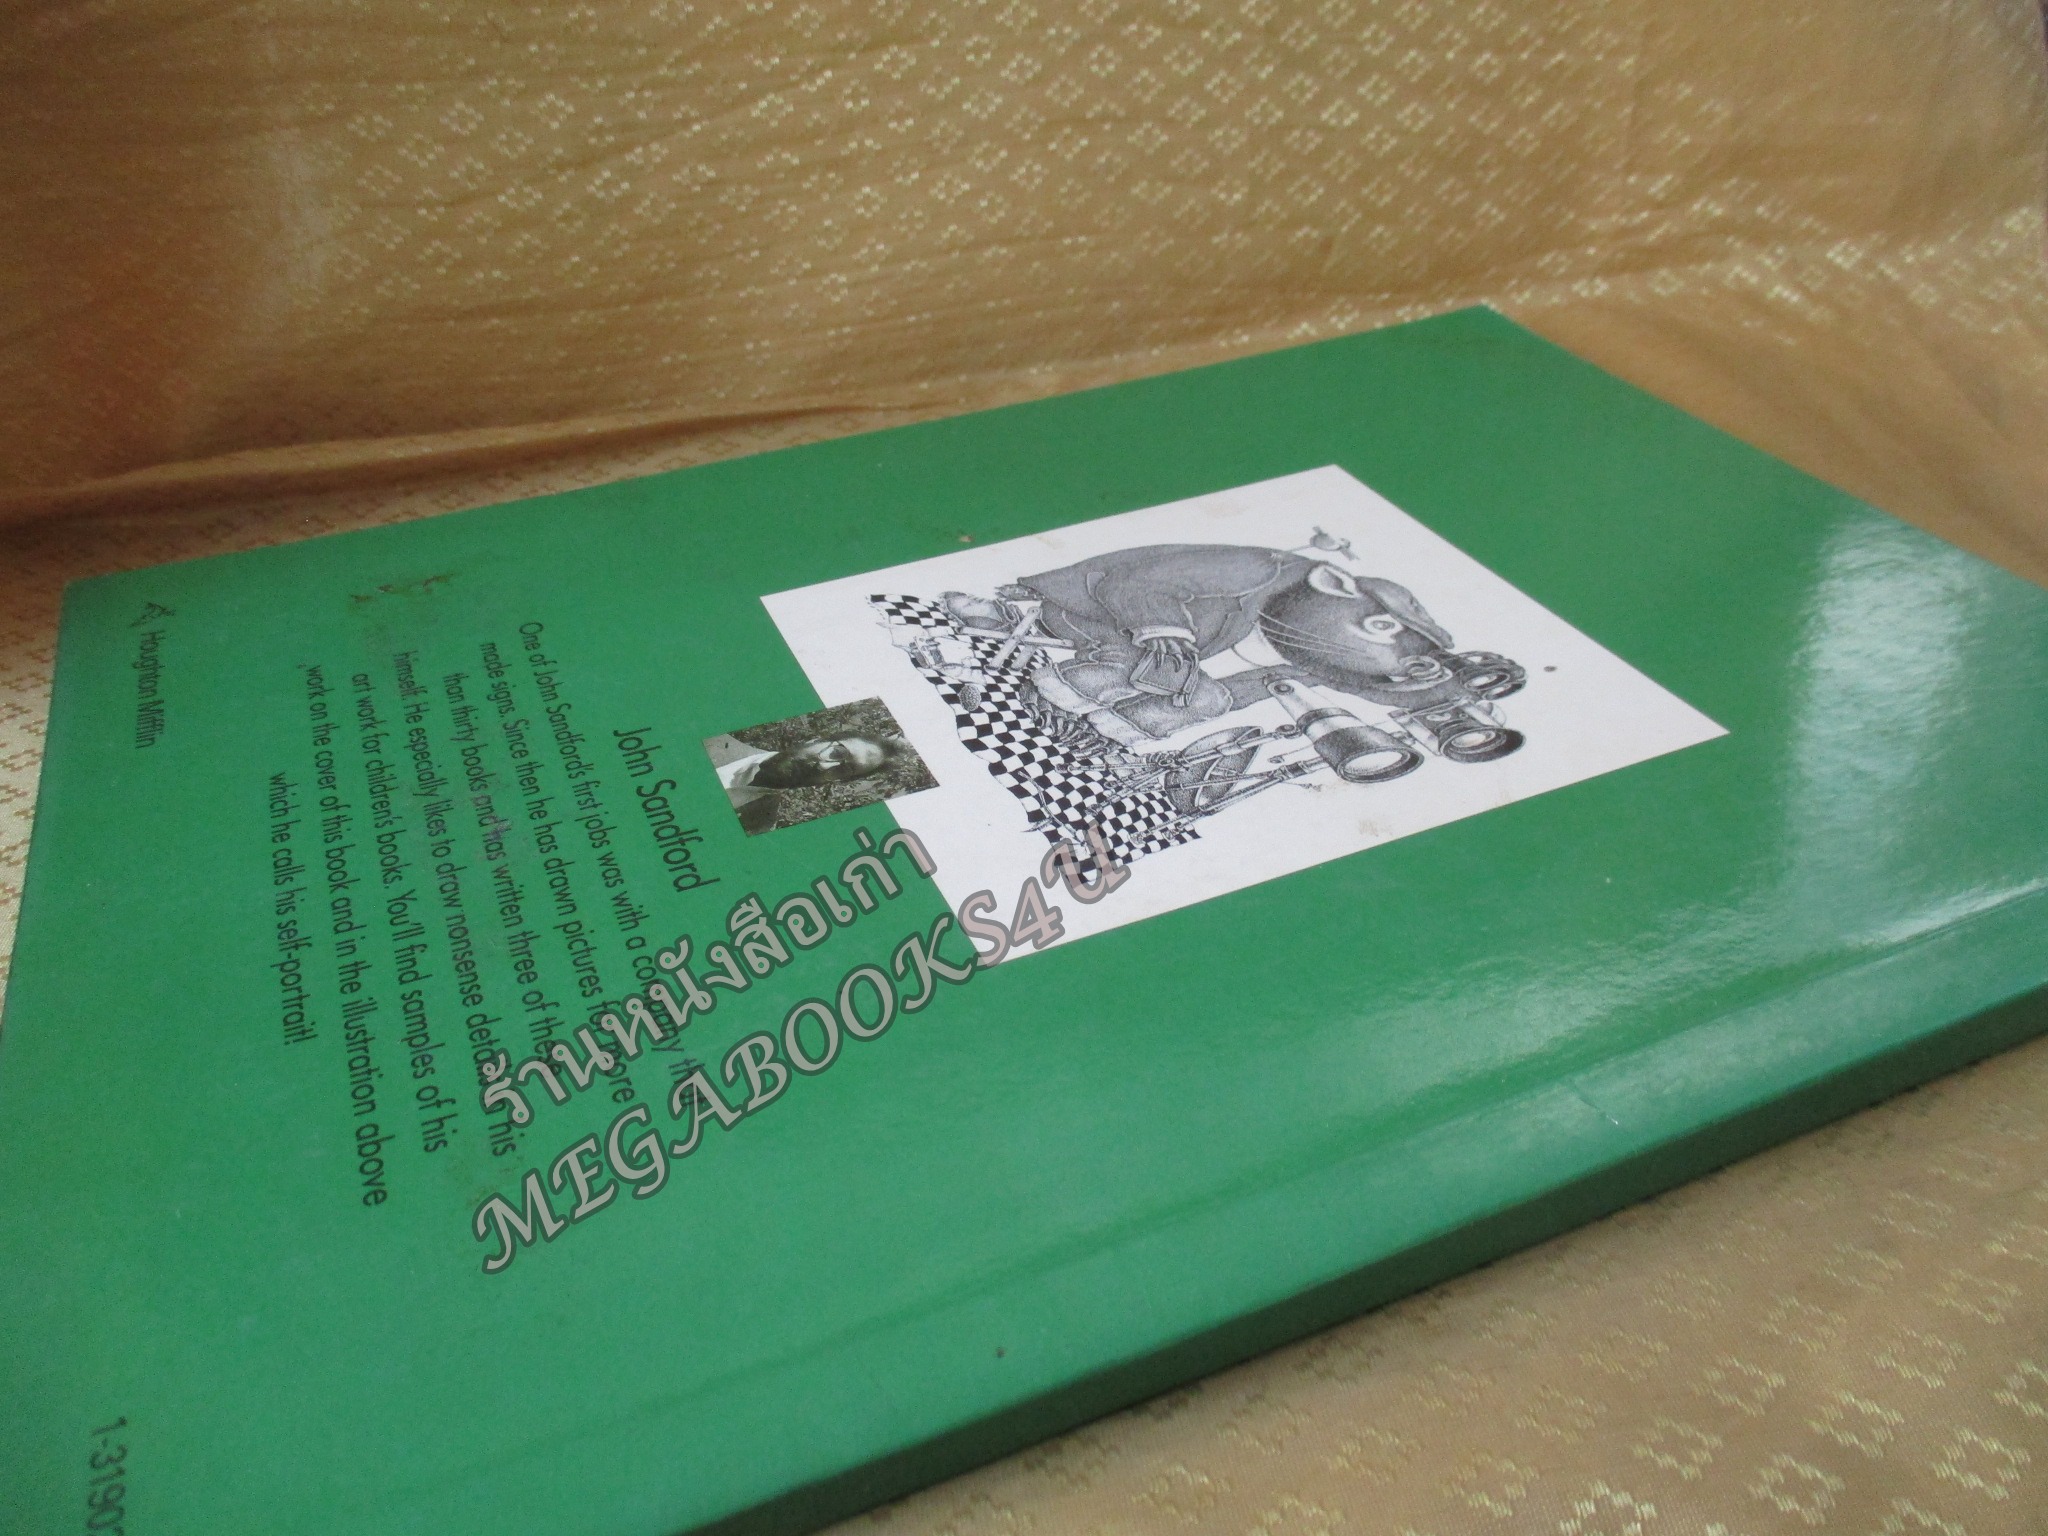 John Sandford
One of John Sandford's first jobs was with a company that
made signs. Since then he has drawn pictures for more
than thirty books and has written three of these
himself. He especially likes to draw nonsense details in his
art work for children's books. You'll find samples of his
work on the cover of this book and in the illustration above
which he calls his self-portrait!
Houghton Mifflin
1-3190
ร้านหนังสือเก่า
MEGABOOKS4U